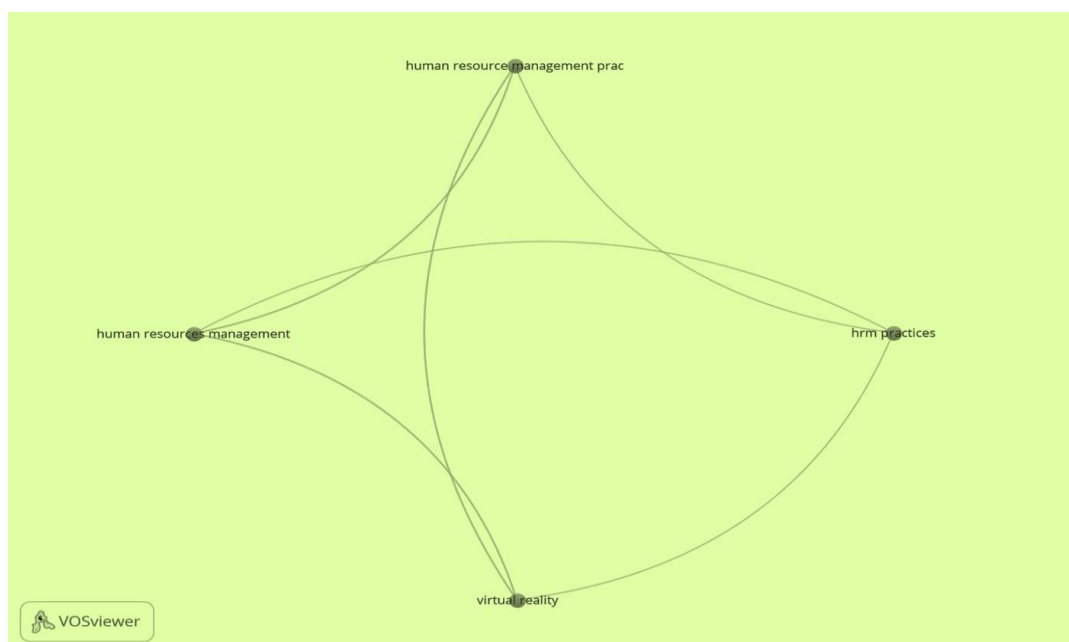 human resource management prac
human resources management
hrm practices
virtual reality
VOSviewer